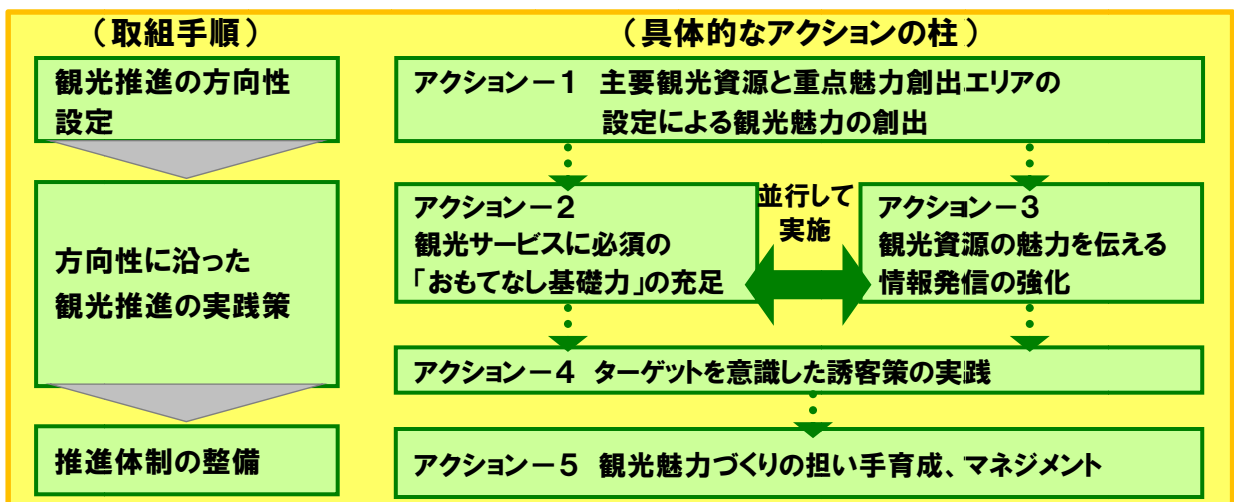 （取組手順）
観光推進の方向性
設定
方向性に沿った
観光推進の実践策
推進体制の整備
（具体的なアクションの柱）
アクション－１ 主要観光資源と重点魅力創出エリアの
設定による観光魅力の創出
アクション－２
観光サービスに必須の
「おもてなし基礎力」の充足
並行して
実施
アクション－３
観光資源の魅力を伝える
情報発信の強化
アクション－４ ターゲットを意識した誘客策の実践
アクション－５ 観光魅力づくりの担い手育成、マネジメント